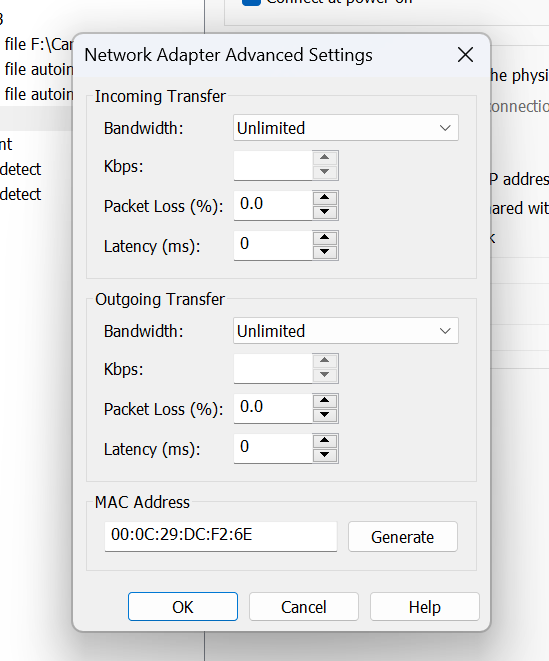 Connect at power on
file F:\Car
file autoin
file autoin
detect
detect
Network Adapter Advanced Settings
Incoming Transfer
Bandwidth: Unlimited
Kbps:
Packet Loss (%): 0.0
Latency (ms): 0
Outgoing Transfer
Bandwidth: Unlimited
Kbps:
Packet Loss (%): 0.0
Latency (ms): 0
MAC Address
00:0C:29:DC:F2:6E Generate
OK Cancel Help
he physi
onnectio
P addres
ared wit